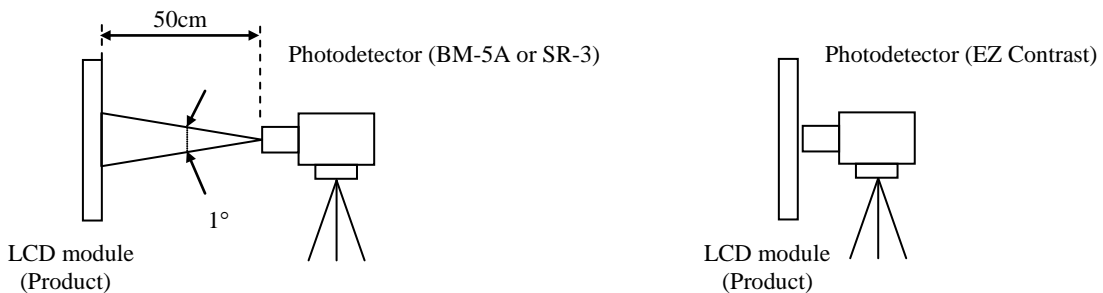 50cm
Photodetector (BM-5A or SR-3)
1°
LCD module
(Product)
Photodetector (EZ Contrast)
LCD module
(Product)